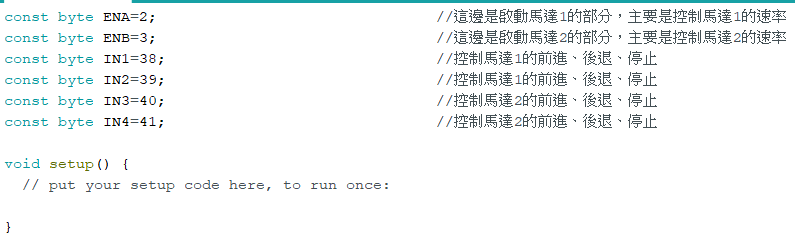 const byte ENA=2; //這邊是啟動馬達1的部分，主要是控制馬達1的速率
const byte ENB=3; //這邊是啟動馬達2的部分，主要是控制馬達2的速率
const byte IN1=38; //控制馬達1的前進、後退、停止
const byte IN2=39; //控制馬達1的前進、後退、停止
const byte IN3=40; //控制馬達2的前進、後退、停止
const byte IN4=41; //控制馬達2的前進、後退、停止
void setup() {
// put your setup code here, to run once:
}